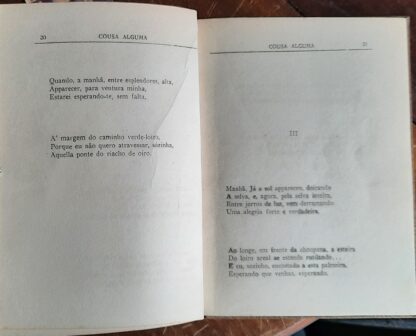 20 COUSA ALGUMA
Quando, a manhã, entre esplendores, alta,
Apparecer, para ventura minha,
Estarei esperando-te, sem falta,
A' margem do caminho verde-loiro,
Porque eu não quero atravessar, sozinha,
Aquella ponte do riacho de oiro.
COUSA ALGUMA 21
III
Manhã. Já o sol apparecer, doirando
A selva, e, agora, pela selva inteira,
Entre jorros de luz, vem derramando
Uma alegria forte e verdadeira.
Ao longe, em frente da choupana, a esteira
Do loiro areal se estende rutilando...
E eu, sozinho, encostado a esta palmeira,
Esperando que venhas, esperando.